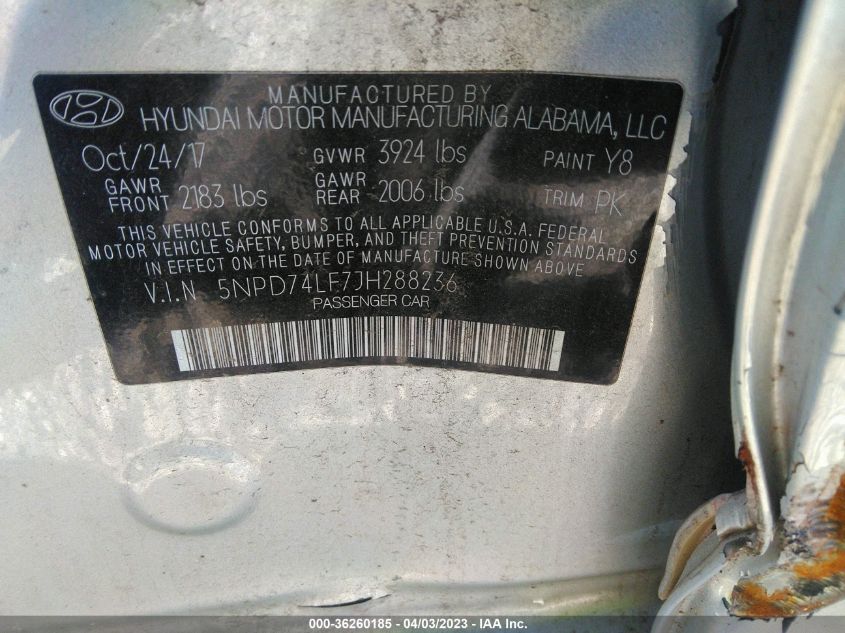 MANUFACTURED BY
HYUNDAI MOTOR MANUFACTURING ALABAMA, LLC
Oct/24/17 GVWR 3924 lbs PAINT Y8
GAWR FRONT 2183 lbs GAWR REAR 2006 lbs TRIM PK
THIS VEHICLE CONFORMS TO ALL APPLICABLE U.S.A. FEDERAL
MOTOR VEHICLE SAFETY, BUMPER, AND THEFT PREVENTION STANDARDS
IN EFFECT ON THE DATE OF MANUFACTURE SHOWN ABOVE
V.I.N 5NPD74LF7JH288236
PASSENGER CAR
000-36260185 - 04/03/2023 - IAA Inc.